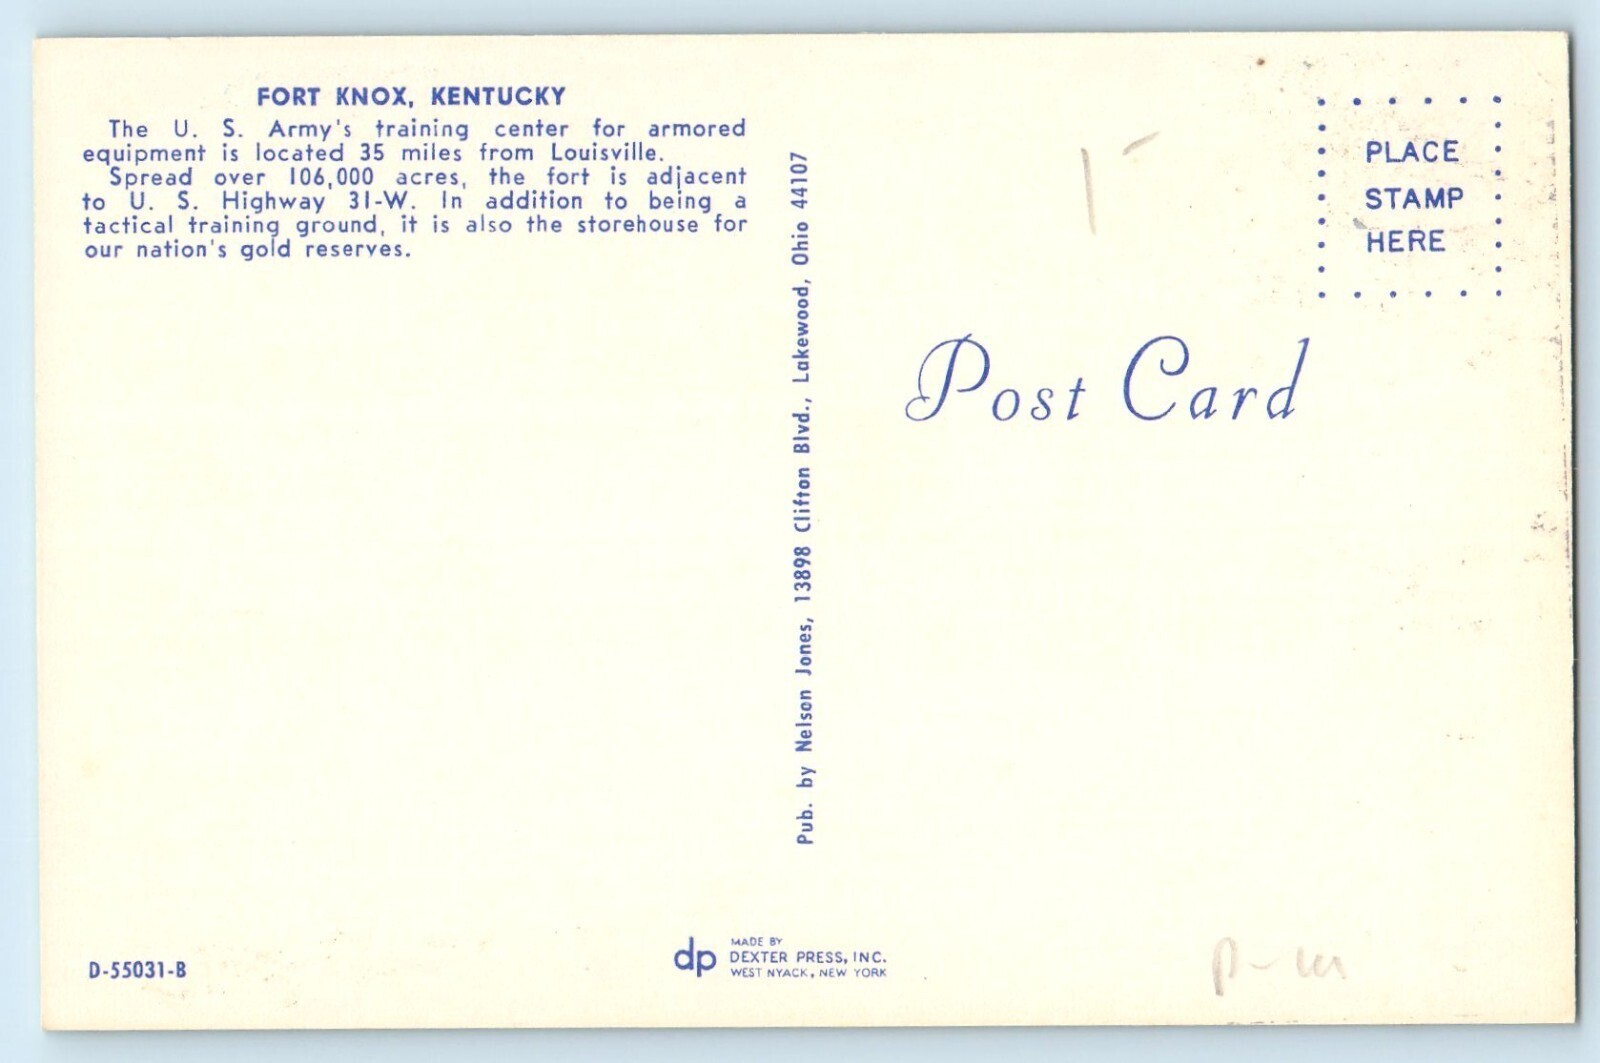 FORT KNOX, KENTUCKY
The U. S. Army's training center for armored
equipment is located 35 miles from Louisville.
Spread over 106,000 acres, the fort is adjacent
to U. S. Highway 31-W. In addition to being a
tactical training ground, it is also the storehouse for
our nation's gold reserves.
Pub. by Nelson Jones, 13898 Clifton Blvd., Lakewood, Ohio 44107
PLACE
STAMP
HERE
Post Card
D-55031-B
dp
MADE BY
DEXTER PRESS, INC.
WEST NYACK, NEW YORK